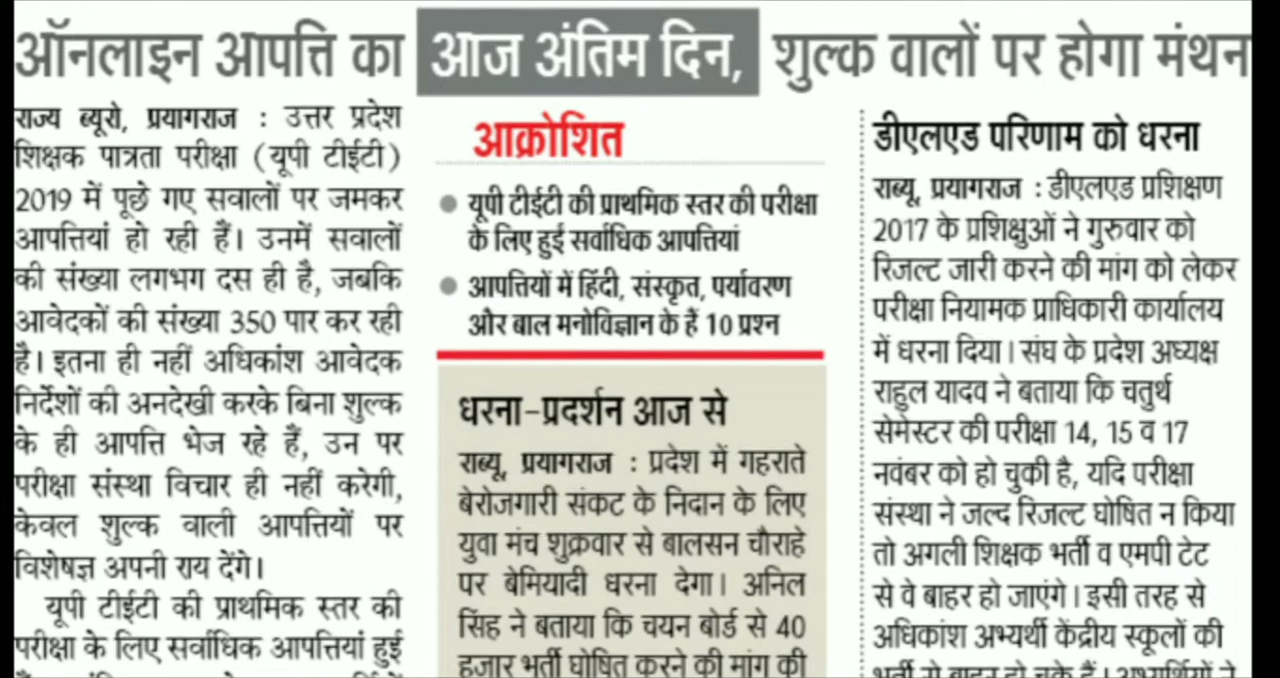 ऑनलाइन आपत्ति का आज अंतिम दिन, शुल्क वालों पर होगा मंथन
राज्य ब्यूरो, प्रयागराज : उत्तर प्रदेश
शिक्षक पात्रता परीक्षा (यूपी टीईटी)
2019 में पूछे गए सवालों पर जमकर
आपत्तियां हो रही हैं। उनमें सवालों
की संख्या लगभग दस ही है, जबकि
आवेदकों की संख्या 350 पार कर रही
है। इतना ही नहीं अधिकांश आवेदक
निर्देशों की अनदेखी करके बिना शुल्क
के ही आपत्ति भेज रहे हैं, उन पर
परीक्षा संस्था विचार ही नहीं करेगी,
केवल शुल्क वाली आपत्तियों पर
विशेषज्ञ अपनी राय देंगे।
यूपी टीईटी की प्राथमिक स्तर की
परीक्षा के लिए सर्वाधिक आपत्तियां हुई
आक्रोशित
यूपी टीईटी की प्राथमिक स्तर की परीक्षा
के लिए हुई सर्वाधिक आपत्तियां
आपत्तियों में हिंदी, संस्कृत, पर्यावरण
और बाल मनोविज्ञान के हैं 10 प्रश्न
धरना-प्रदर्शन आज से
राब्यू, प्रयागराज : प्रदेश में गहराते
बेरोजगारी संकट के निदान के लिए
युवा मंच शुक्रवार से बालसन चौराहे
पर बेमियादी धरना देगा। अनिल
सिंह ने बताया कि चयन बोर्ड से 40
हजार भर्ती घोषित करने की मांग की
डीएलएड परिणाम को धरना
राब्यू, प्रयागराज : डीएलएड प्रशिक्षण
2017 के प्रशिक्षुओं ने गुरुवार को
रिजल्ट जारी करने की मांग को लेकर
परीक्षा नियामक प्राधिकारी कार्यालय
में धरना दिया। संघ के प्रदेश अध्यक्ष
राहुल यादव ने बताया कि चतुर्थ
सेमेस्टर की परीक्षा 14, 15 व 17
नवंबर को हो चुकी है, यदि परीक्षा
संस्था ने जल्द रिजल्ट घोषित न किया
तो अगली शिक्षक भर्ती व एमपी टेट
से वे बाहर हो जाएंगे। इसी तरह से
अधिकांश अभ्यर्थी केंद्रीय स्कूलों की
भर्ती से बाहर हो चुके हैं। अभ्यर्थियों ने